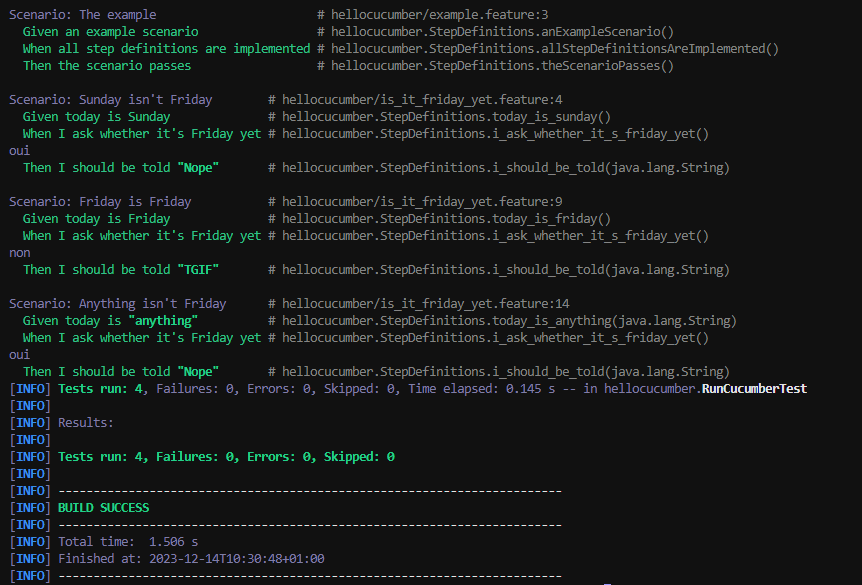 Scenario: The example                       # hellocucumber/example.feature:3
  Given an example scenario                 # hellocucumber.StepDefinitions.anExampleScenario()
  When all step definitions are implemented # hellocucumber.StepDefinitions.allStepDefinitionsAreImplemented()
  Then the scenario passes                  # hellocucumber.StepDefinitions.theScenarioPasses()

Scenario: Sunday isn't Friday        # hellocucumber/is_it_friday_yet.feature:4
  Given today is Sunday              # hellocucumber.StepDefinitions.today_is_sunday()
  When I ask whether it's Friday yet # hellocucumber.StepDefinitions.i_ask_whether_it_s_friday_yet()
oui
  Then I should be told "Nope"       # hellocucumber.StepDefinitions.i_should_be_told(java.lang.String)

Scenario: Friday is Friday           # hellocucumber/is_it_friday_yet.feature:9
  Given today is Friday              # hellocucumber.StepDefinitions.today_is_friday()
  When I ask whether it's Friday yet # hellocucumber.StepDefinitions.i_ask_whether_it_s_friday_yet()
non
  Then I should be told "TGIF"       # hellocucumber.StepDefinitions.i_should_be_told(java.lang.String)

Scenario: Anything isn't Friday      # hellocucumber/is_it_friday_yet.feature:14
  Given today is "anything"          # hellocucumber.StepDefinitions.today_is_anything(java.lang.String)
  When I ask whether it's Friday yet # hellocucumber.StepDefinitions.i_ask_whether_it_s_friday_yet()
oui
  Then I should be told "Nope"       # hellocucumber.StepDefinitions.i_should_be_told(java.lang.String)
[INFO] Tests run: 4, Failures: 0, Errors: 0, Skipped: 0, Time elapsed: 0.145 s -- in hellocucumber.RunCucumberTest
[INFO]
[INFO] Results:
[INFO]
[INFO] Tests run: 4, Failures: 0, Errors: 0, Skipped: 0
[INFO]
[INFO] ------------------------------------------------------------------------
[INFO] BUILD SUCCESS
[INFO] ------------------------------------------------------------------------
[INFO] Total time:  1.506 s
[INFO] Finished at: 2023-12-14T10:30:48+01:00
[INFO] ------------------------------------------------------------------------